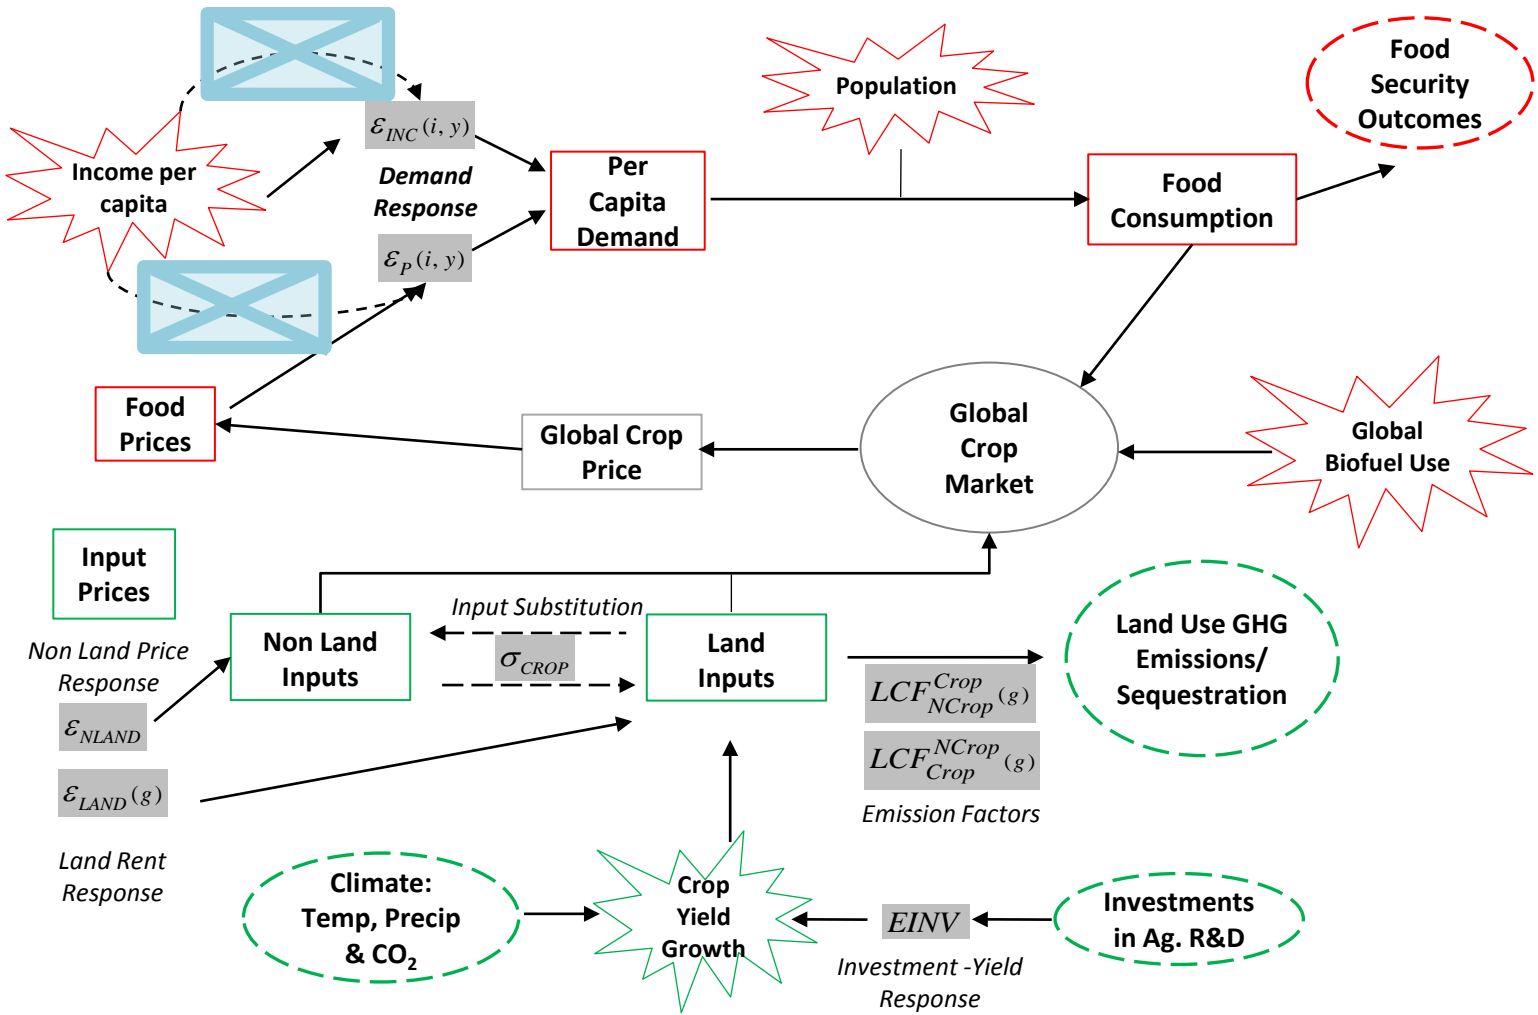 Income per
capita
ε_INC (i, y)
Demand
Response
ε_P (i, y)
Per
Capita
Demand
Population
Food
Consumption
Food
Security
Outcomes
Food
Prices
Global Crop
Price
Global
Crop
Market
Global
Biofuel Use
Input
Prices
Non Land Price
Response
ε_NLAND
ε_LAND (g)
Land Rent
Response
Non Land
Inputs
Input Substitution
σ_CROP
Land
Inputs
LCF^Crop_NCrop (g)
LCF^NCrop_Crop (g)
Emission Factors
Land Use GHG
Emissions/
Sequestration
Climate:
Temp, Precip
& CO₂
Crop
Yield
Growth
EINV
Investment -Yield
Response
Investments
in Ag. R&D